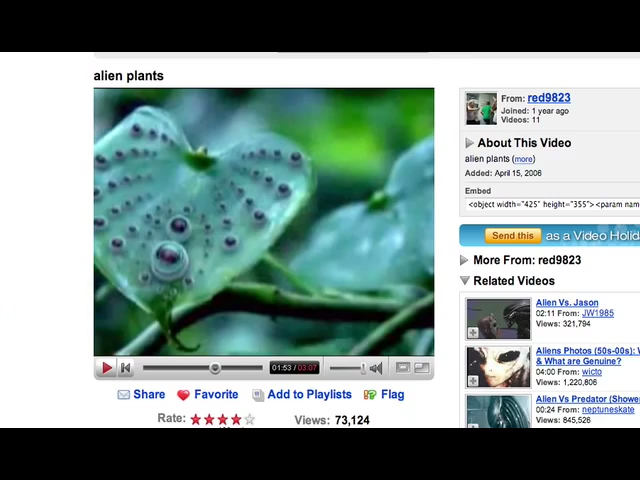 alien plants
From: red9823
Joined: 1 year ago
Videos: 11
About This Video
alien plants (more)
Added: April 15, 2006
Embed
<object width="425" height="355"><param name
Send this as a Video Holid
More From: red9823
Related Videos
Alien Vs. Jason
02:11 From: JW1985
Views: 321,794
Aliens Photos (50s-00s): W
& What are Genuine?
04:00 From: wicto
Views: 1,220,806
Alien Vs Predator (Shower
00:24 From: neptuneskate
Views: 845,526
01:53 / 03:07
Share Favorite Add to Playlists Flag
Rate: Views: 73,124